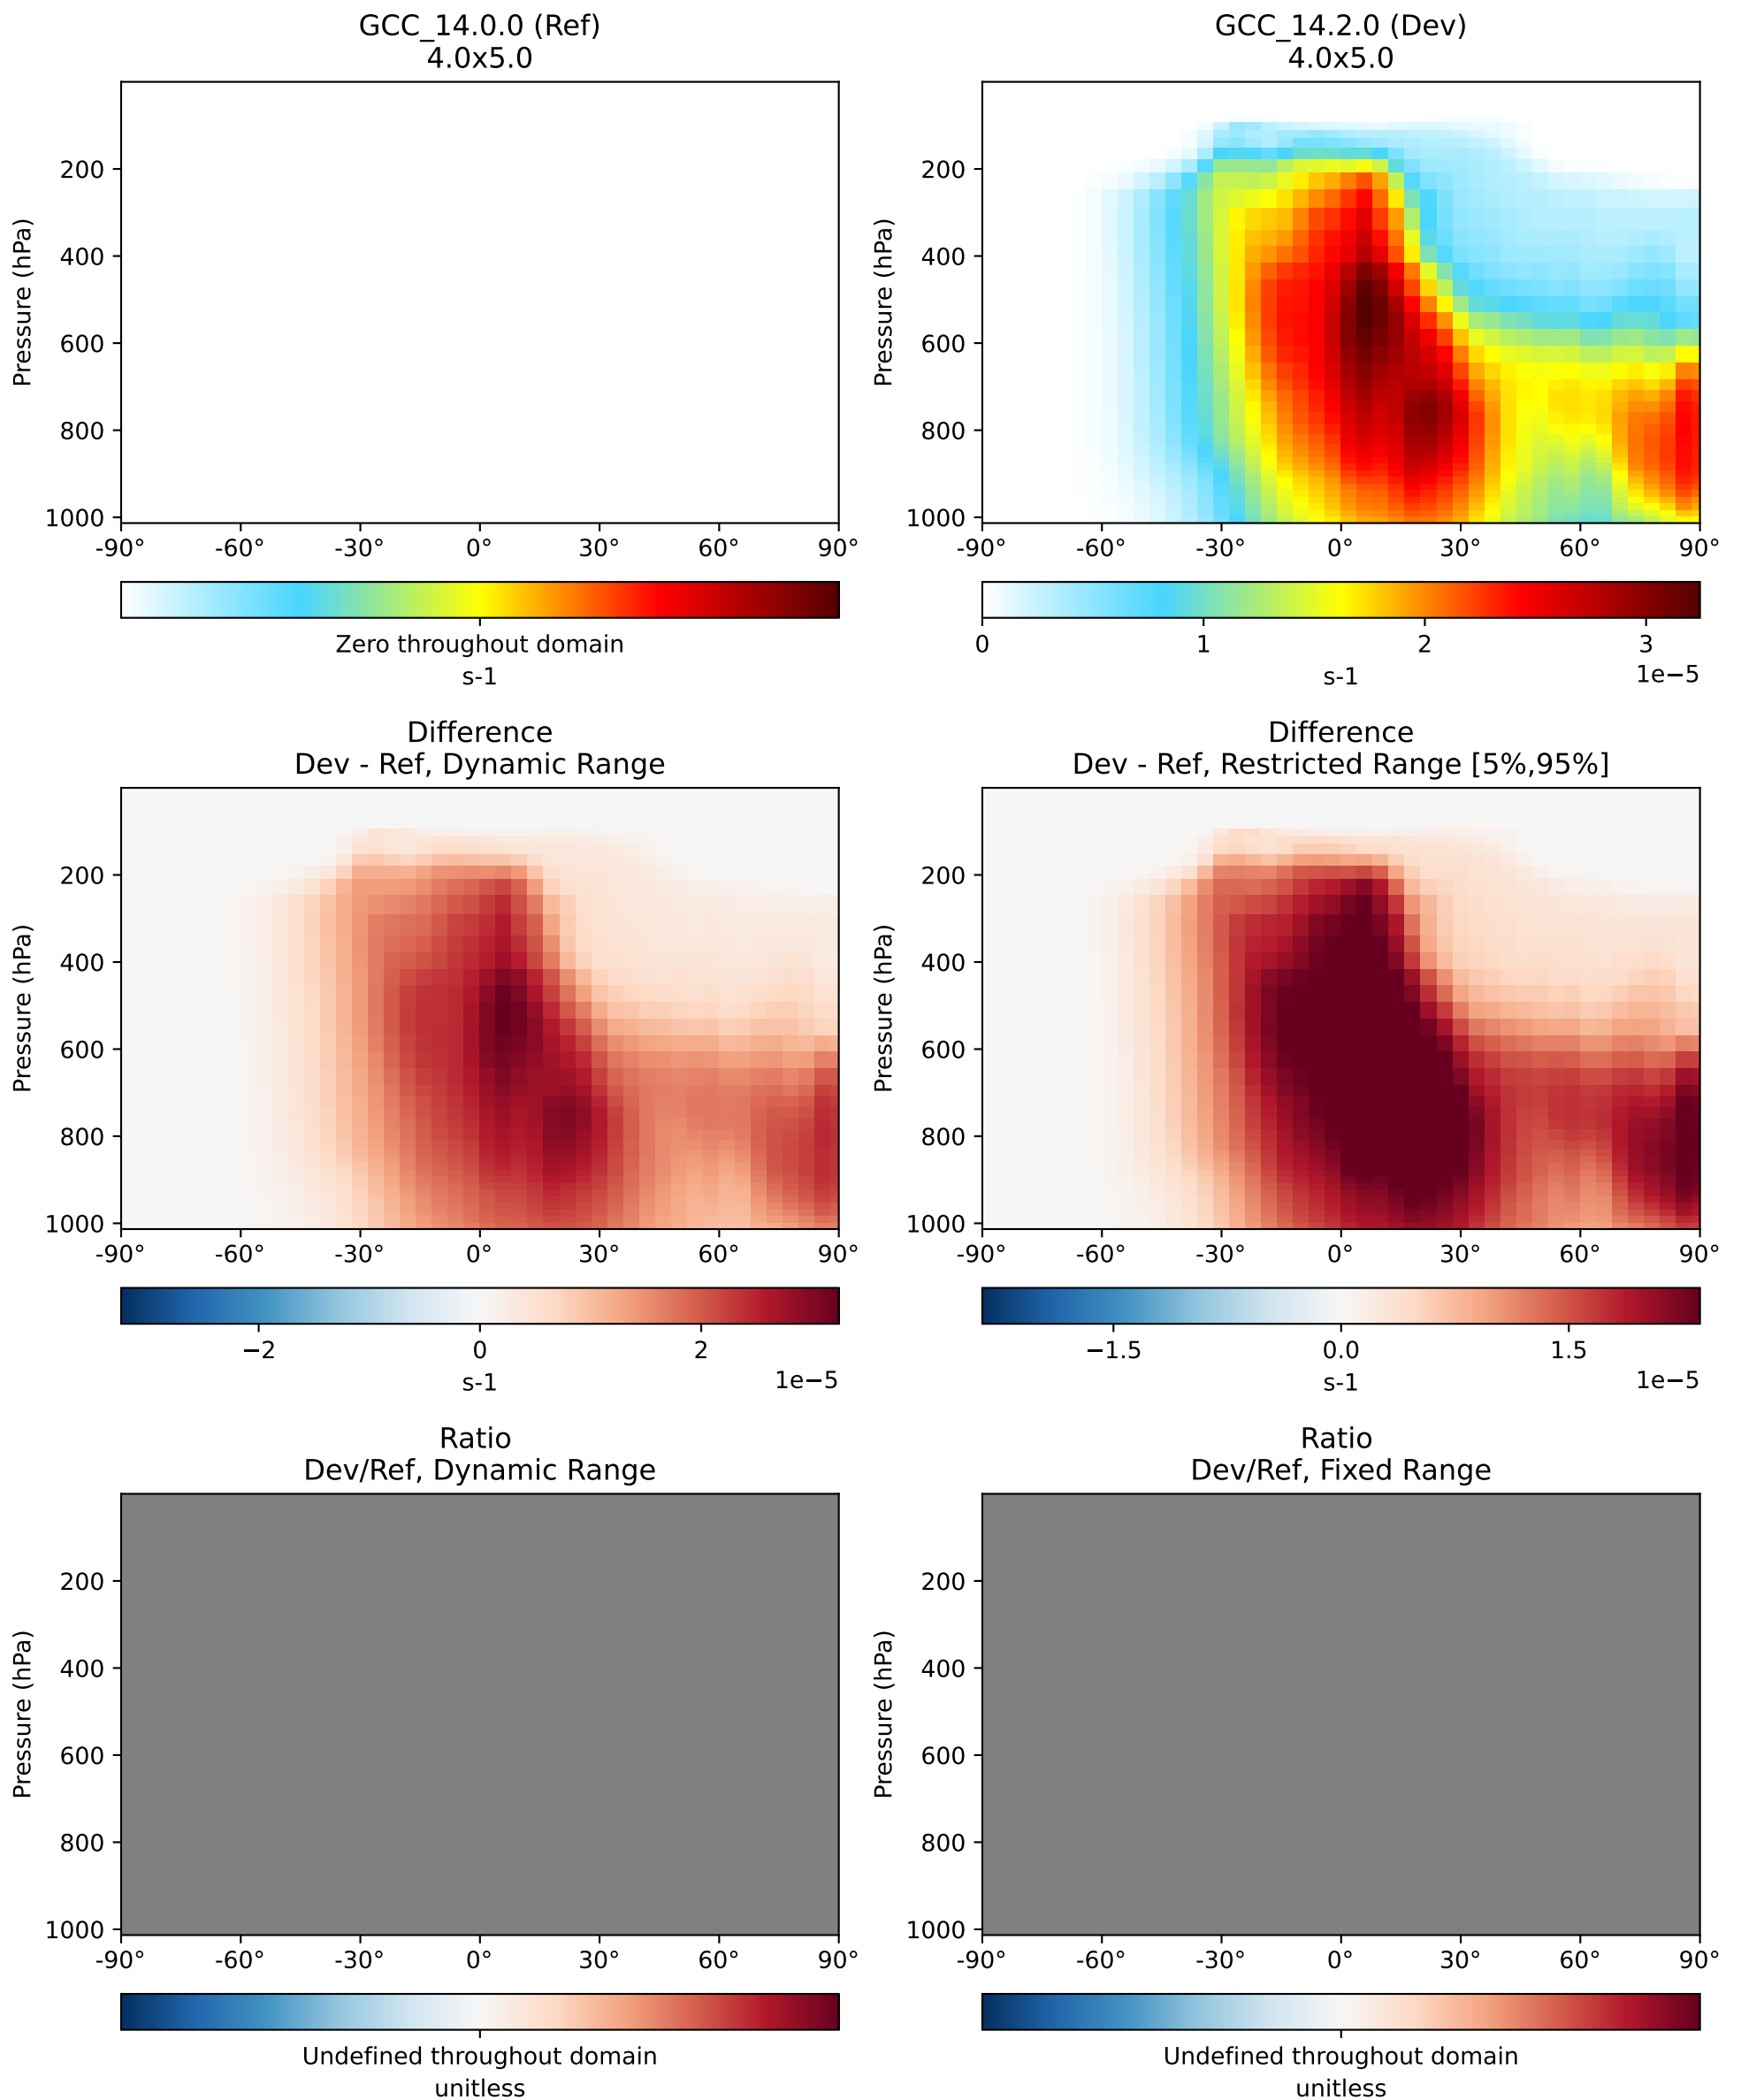 GCC_14.0.0 (Ref)
4.0x5.0
Pressure (hPa)
200
400
600
800
1000
-90° -60° -30° 0° 30° 60° 90°
Zero throughout domain
s-1
GCC_14.2.0 (Dev)
4.0x5.0
Pressure (hPa)
200
400
600
800
1000
-90° -60° -30° 0° 30° 60° 90°
0 1 2 3
s-1
1e−5
Difference
Dev - Ref, Dynamic Range
Pressure (hPa)
200
400
600
800
1000
-90° -60° -30° 0° 30° 60° 90°
−2 0 2
s-1
1e−5
Difference
Dev - Ref, Restricted Range [5%,95%]
Pressure (hPa)
200
400
600
800
1000
-90° -60° -30° 0° 30° 60° 90°
−1.5 0.0 1.5
s-1
1e−5
Ratio
Dev/Ref, Dynamic Range
Pressure (hPa)
200
400
600
800
1000
-90° -60° -30° 0° 30° 60° 90°
Undefined throughout domain
unitless
Ratio
Dev/Ref, Fixed Range
Pressure (hPa)
200
400
600
800
1000
-90° -60° -30° 0° 30° 60° 90°
Undefined throughout domain
unitless